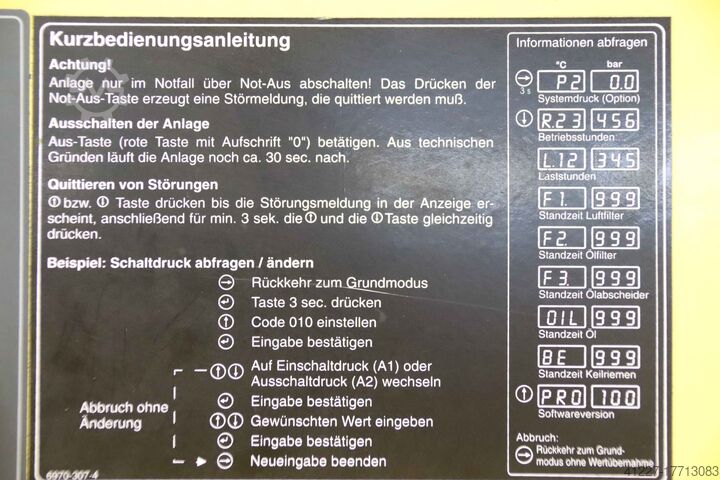 Kurzbedienungsanleitung
Achtung!
Anlage nur im Notfall über Not-Aus abschalten! Das Drücken der
Not-Aus-Taste erzeugt eine Störmeldung, die quittiert werden muß.
Ausschalten der Anlage
Aus-Taste (rote Taste mit Aufschrift "0") betätigen. Aus technischen
Gründen läuft die Anlage noch ca. 30 sec. nach.
Quittieren von Störungen
bzw. Taste drücken bis die Störungsmeldung in der Anzeige er-
scheint, anschließend für min. 3 sek. die und die Taste gleichzeitig
drücken.
Beispiel: Schaltdruck abfragen / ändern
Rückkehr zum Grundmodus
Taste 3 sec. drücken
Code 010 einstellen
Eingabe bestätigen
Auf Einschaltdruck (A1) oder
Ausschaltdruck (A2) wechseln
Eingabe bestätigen
Gewünschten Wert eingeben
Eingabe bestätigen
Neueingabe beenden
Abbruch ohne
Änderung
6970-307-4
Informationen abfragen
°C bar
3 s P2 0.0
Systemdruck (Option)
R.23 456
Betriebsstunden
L.12 345
Laststunden
F1. 999
Standzeit Luftfilter
F2. 999
Standzeit Ölfilter
F3. 999
Standzeit Ölabscheider
OIL 999
Standzeit Öl
BE 999
Standzeit Keilriemen
PRO 100
Softwareversion
Abbruch:
Rückkehr zum Grund-
modus ohne Wertübernahme
41227-17713083